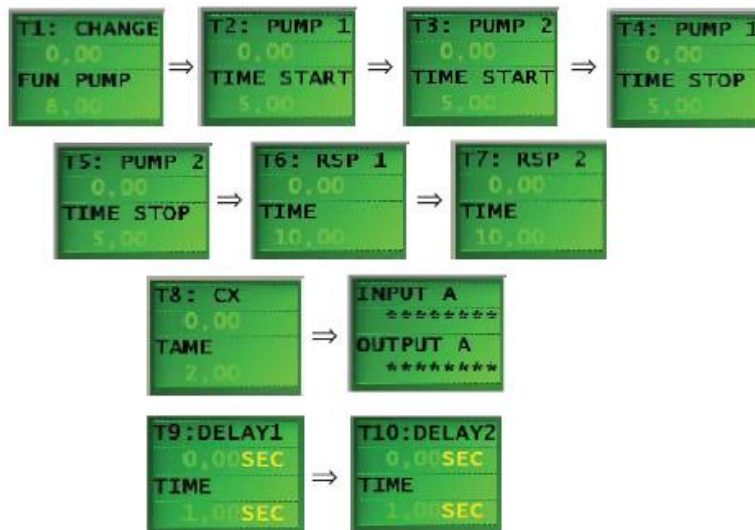 T1: CHANGE
0.00
FUN PUMP
8.00
T2: PUMP 1
0.00
TIME START
5.00
T3: PUMP 2
0.00
TIME START
5.00
T4: PUMP 1
0.00
TIME STOP
5.00
T5: PUMP 2
0.00
TIME STOP
5.00
T6: RSP 1
0.00
TIME
10.00
T7: RSP 2
0.00
TIME
10.00
T8: CX
0.00
TAME
2.00
INPUT A
********
OUTPUT A
********
T9:DELAY1
0.00SEC
TIME
1.00SEC
T10:DELAY2
0.00SEC
TIME
1.00SEC